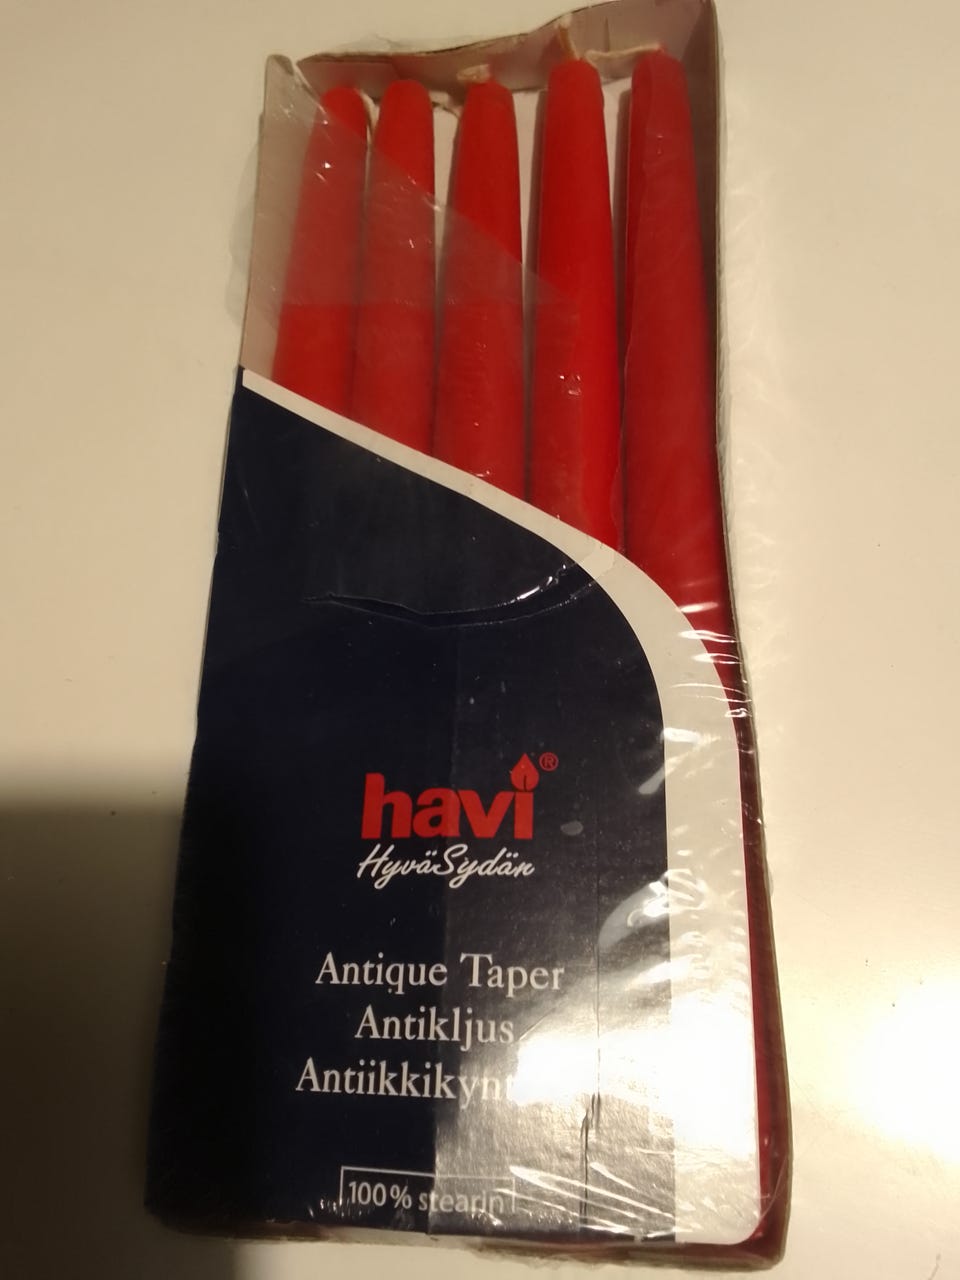 havi®
HyväSydän
Antique Taper
Antikljus
100% stearin